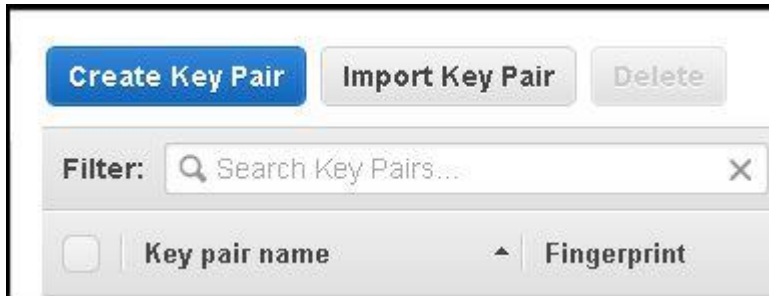 Create Key Pair Import Key Pair Delete
Filter: Search Key Pairs...
Key pair name Fingerprint